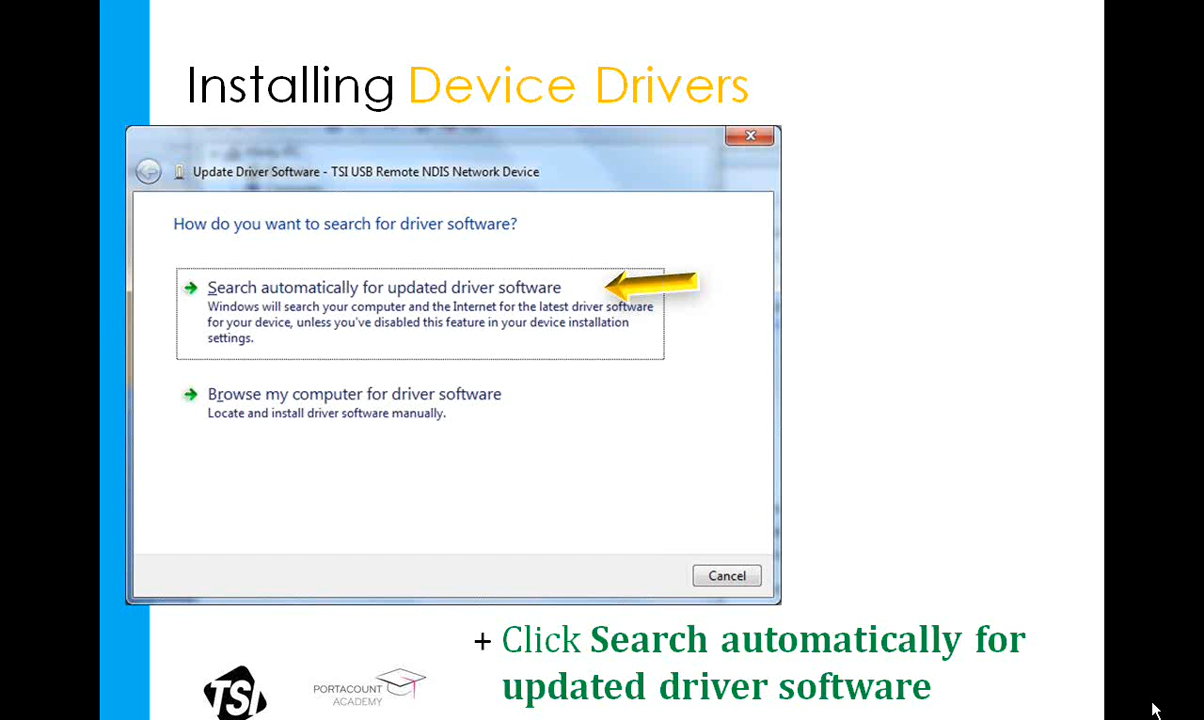 Installing Device Drivers
Update Driver Software - TSI USB Remote NDIS Network Device
How do you want to search for driver software?
Search automatically for updated driver software
Windows will search your computer and the Internet for the latest driver software
for your device, unless you've disabled this feature in your device installation
settings.
Browse my computer for driver software
Locate and install driver software manually.
Cancel
+ Click Search automatically for
updated driver software
TSI
PORTACOUNT
ACADEMY